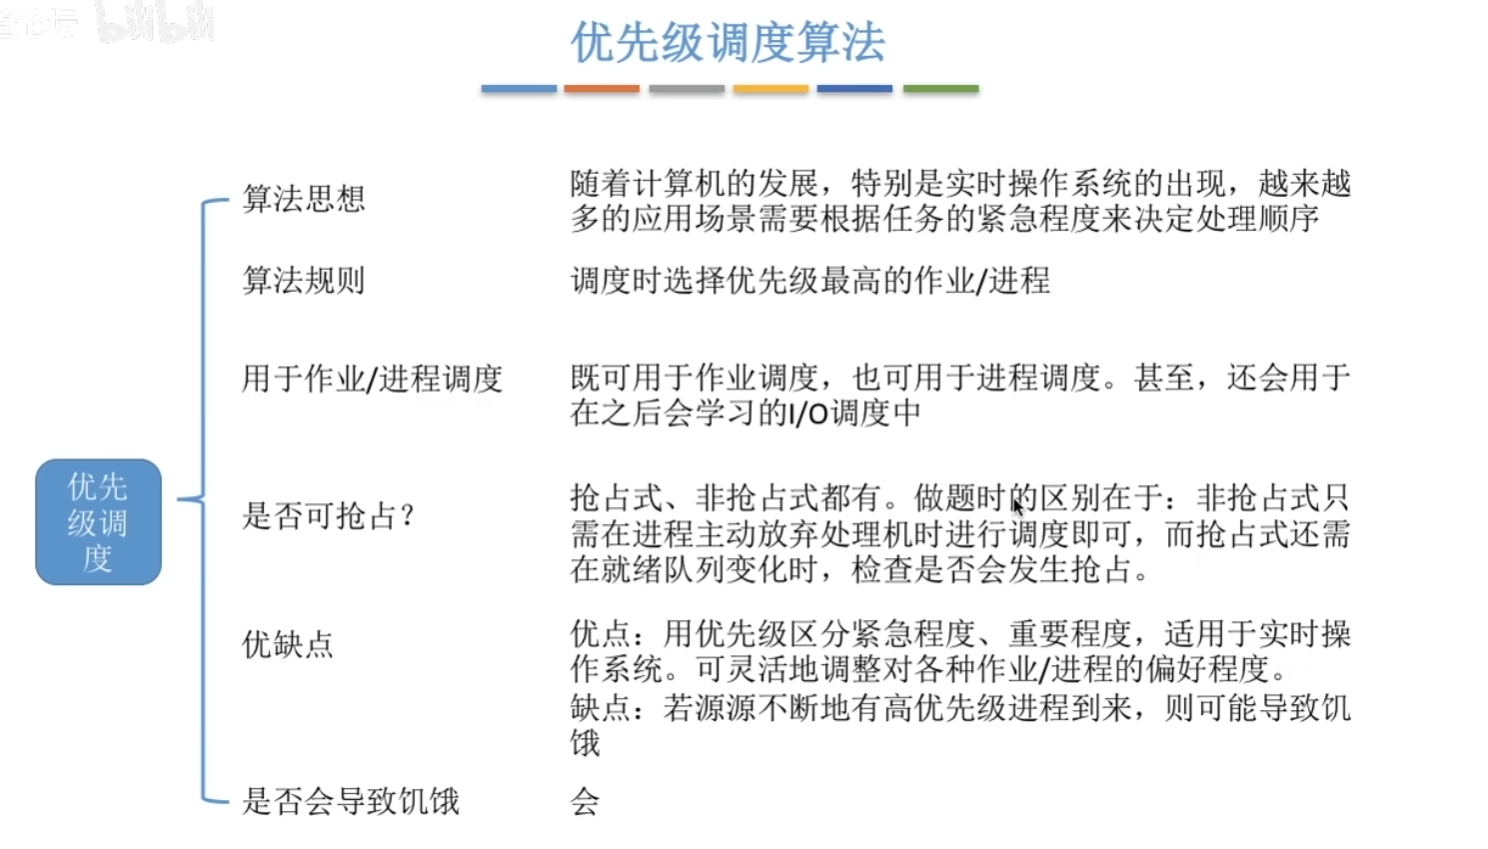 bilibili
优先级调度算法
算法思想
随着计算机的发展，特别是实时操作系统的出现，越来越
多的应用场景需要根据任务的紧急程度来决定处理顺序
算法规则
调度时选择优先级最高的作业/进程
用于作业/进程调度
既可用于作业调度，也可用于进程调度。甚至，还会用于
在之后会学习的I/O调度中
优先
级调
度
是否可抢占？
抢占式、非抢占式都有。做题时的区别在于：非抢占式只
需在进程主动放弃处理机时进行调度即可，而抢占式还需
在就绪队列变化时，检查是否会发生抢占。
优缺点
优点：用优先级区分紧急程度、重要程度，适用于实时操
作系统。可灵活地调整对各种作业/进程的偏好程度。
缺点：若源源不断地有高优先级进程到来，则可能导致饥
饿
是否会导致饥饿
会